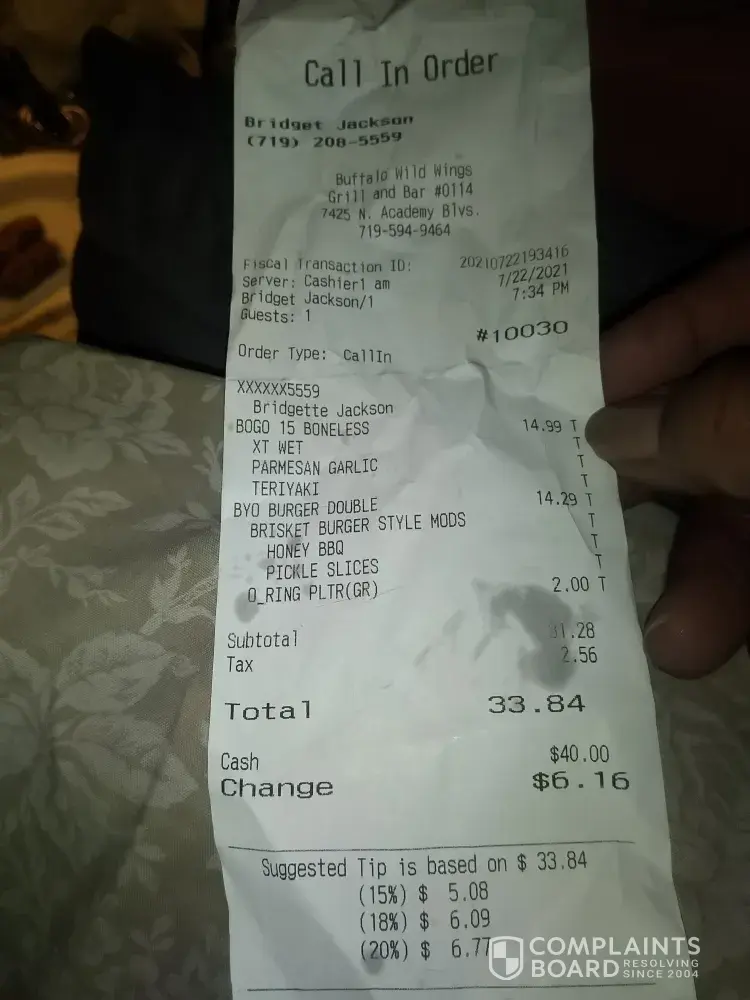 Call In Order
Bridget Jackson
(719) 208-5559
Buffalo Wild Wings
Grill and Bar #0114
7425 N. Academy Blvs.
719-594-9464
Fiscal Transaction ID: 20210722193416
Server: Cashier1 am 7/22/2021
Bridget Jackson/1 7:34 PM
Guests: 1
#10030
Order Type: CallIn
XXXXXX5559
Bridgette Jackson
BOGO 15 BONELESS 14.99 T
XT WET T
PARMESAN GARLIC T
TERIYAKI T
BYO BURGER DOUBLE 14.29 T
BRISKET BURGER STYLE MODS T
HONEY BBQ T
PICKLE SLICES T
O_RING PLTR(GR) 2.00 T
Subtotal 31.28
Tax 2.56
Total 33.84
Cash $40.00
Change $6.16
Suggested Tip is based on $ 33.84
(15%) $ 5.08
(18%) $ 6.09
(20%) $ 6.77
COMPLAINTS
BOARD RESOLVING SINCE 2004